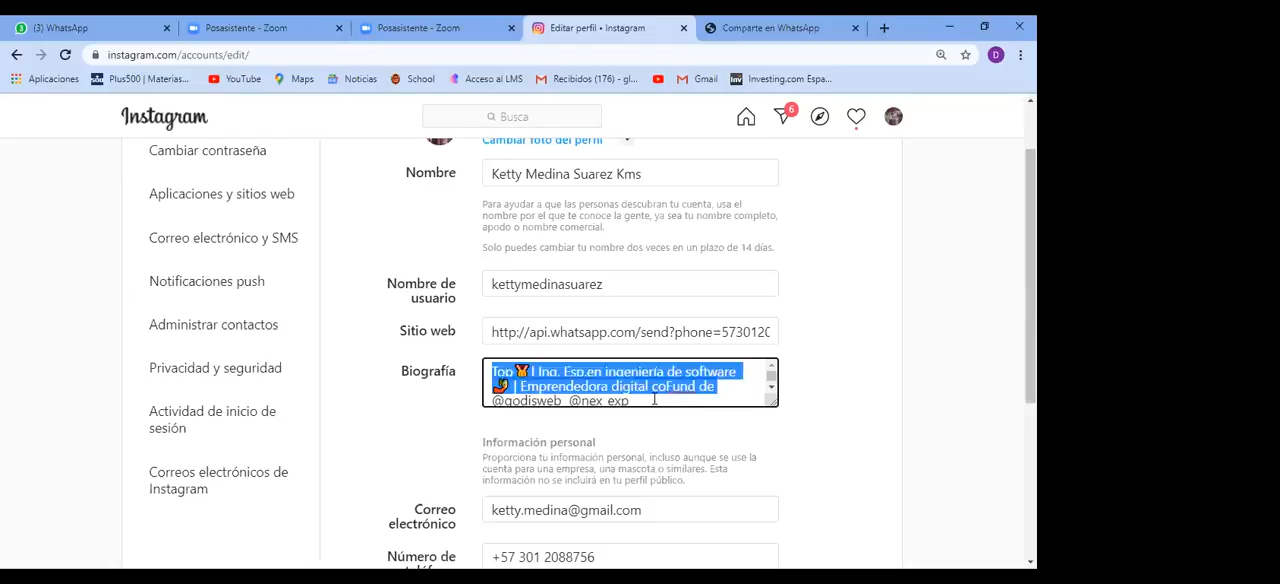 (3) WhatsApp
Posasistente - Zoom
Posasistente - Zoom
Editar perfil • Instagram
Comparte en WhatsApp
instagram.com/accounts/edit/
D
Aplicaciones
Plus500 | Materias...
YouTube
Maps
Noticias
School
Acceso al LMS
Recibidos (176) - gl...
Gmail
Investing.com Espa...
Instagram
Busca
6
Cambiar foto del perfil
Cambiar contraseña
Aplicaciones y sitios web
Correo electrónico y SMS
Notificaciones push
Administrar contactos
Privacidad y seguridad
Actividad de inicio de
sesión
Correos electrónicos de
Instagram
Nombre
Ketty Medina Suarez Kms
Para ayudar a que las personas descubran tu cuenta, usa el
nombre por el que te conoce la gente, ya sea tu nombre completo,
apodo o nombre comercial.
Solo puedes cambiar tu nombre dos veces en un plazo de 14 días.
Nombre de
usuario
kettymedinasuarez
Sitio web
http://api.whatsapp.com/send?phone=573012
Biografía
Top🏅| Ing. Esp.en ingeniería de software
🤳 | Emprendedora digital coFund de
@godisweb @nex_exp
Información personal
Proporciona tu información personal, incluso aunque se use la
cuenta para una empresa, una mascota o similares. Esta
información no se incluirá en tu perfil público.
Correo
electrónico
ketty.medina@gmail.com
Número de
+57 301 2088756